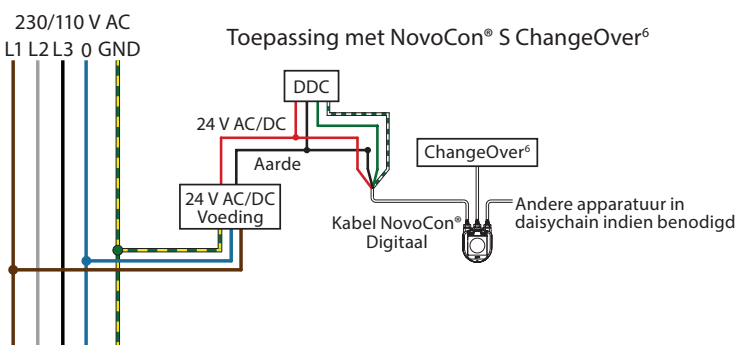 230/110 V AC
L1 L2 L3 0 GND
Toepassing met NovoCon® S ChangeOver⁶
DDC
24 V AC/DC
Aarde
ChangeOver⁶
24 V AC/DC
Voeding
Kabel NovoCon®
Digitaal
Andere apparatuur in
daisychain indien benodigd